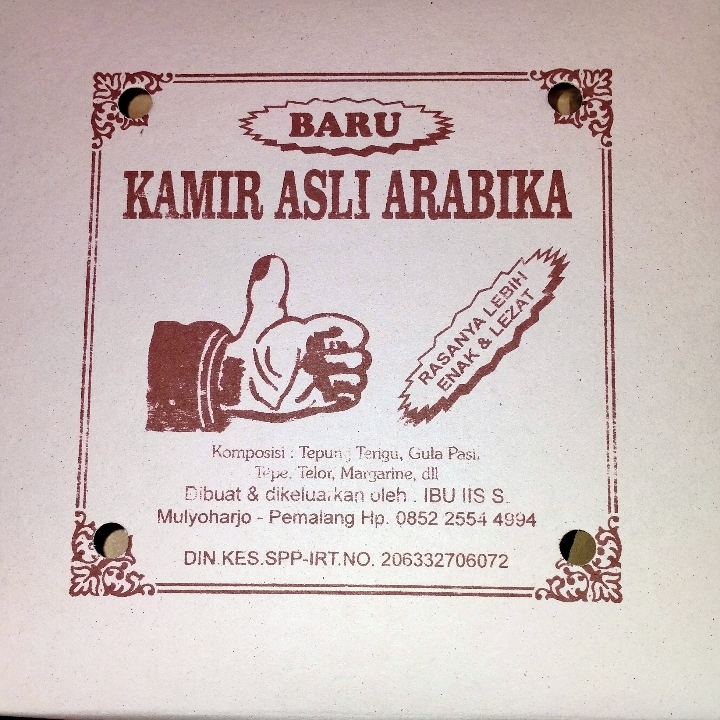 BARU
KAMIR ASLI ARABIKA
RASANYA LEBIH
ENAK & LEZAT
Komposisi : Tepung Terigu, Gula Pasir,
Tape, Telor, Margarine, dll
Dibuat & dikeluarkan oleh : IBU IIS S.
Mulyoharjo - Pemalang Hp. 0852 2554 4994
DIN.KES.SPP-IRT.NO. 206332706072